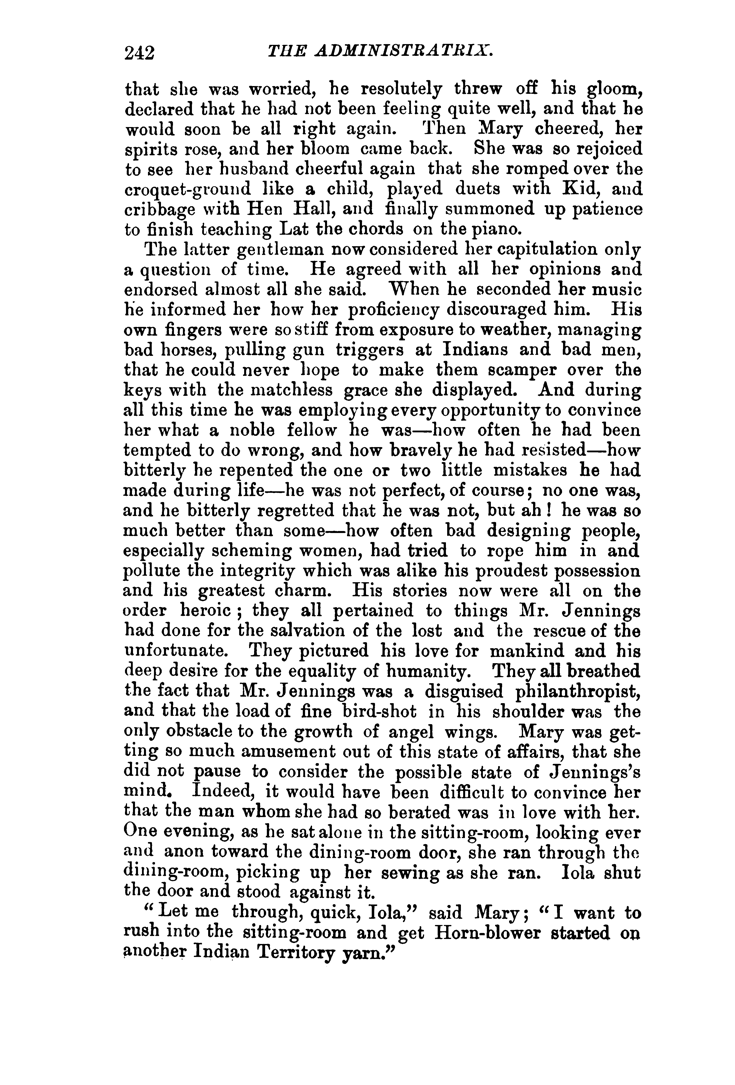 242 THE ADMINISTRATRIX.
that she was worried, he resolutely threw off his gloom,
declared that he had not been feeling quite well, and that he
would soon be all right again. Then Mary cheered, her
spirits rose, and her bloom came back. She was so rejoiced
to see her husband cheerful again that she romped over the
croquet-ground like a child, played duets with Kid, and
cribbage with Hen Hall, and finally summoned up patience
to finish teaching Lat the chords on the piano.
The latter gentleman now considered her capitulation only
a question of time. He agreed with all her opinions and
endorsed almost all she said. When he seconded her music
he informed her how her proficiency discouraged him. His
own fingers were so stiff from exposure to weather, managing
bad horses, pulling gun triggers at Indians and bad men,
that he could never hope to make them scamper over the
keys with the matchless grace she displayed. And during
all this time he was employing every opportunity to convince
her what a noble fellow he was—how often he had been
tempted to do wrong, and how bravely he had resisted—how
bitterly he repented the one or two little mistakes he had
made during life—he was not perfect, of course; no one was,
and he bitterly regretted that he was not, but ah! he was so
much better than some—how often bad designing people,
especially scheming women, had tried to rope him in and
pollute the integrity which was alike his proudest possession
and his greatest charm. His stories now were all on the
order heroic; they all pertained to things Mr. Jennings
had done for the salvation of the lost and the rescue of the
unfortunate. They pictured his love for mankind and his
deep desire for the equality of humanity. They all breathed
the fact that Mr. Jennings was a disguised philanthropist,
and that the load of fine bird-shot in his shoulder was the
only obstacle to the growth of angel wings. Mary was get-
ting so much amusement out of this state of affairs, that she
did not pause to consider the possible state of Jennings's
mind. Indeed, it would have been difficult to convince her
that the man whom she had so berated was in love with her.
One evening, as he sat alone in the sitting-room, looking ever
and anon toward the dining-room door, she ran through the
dining-room, picking up her sewing as she ran. Iola shut
the door and stood against it.
"Let me through, quick, Iola," said Mary; "I want to
rush into the sitting-room and get Horn-blower started on
another Indian Territory yarn."